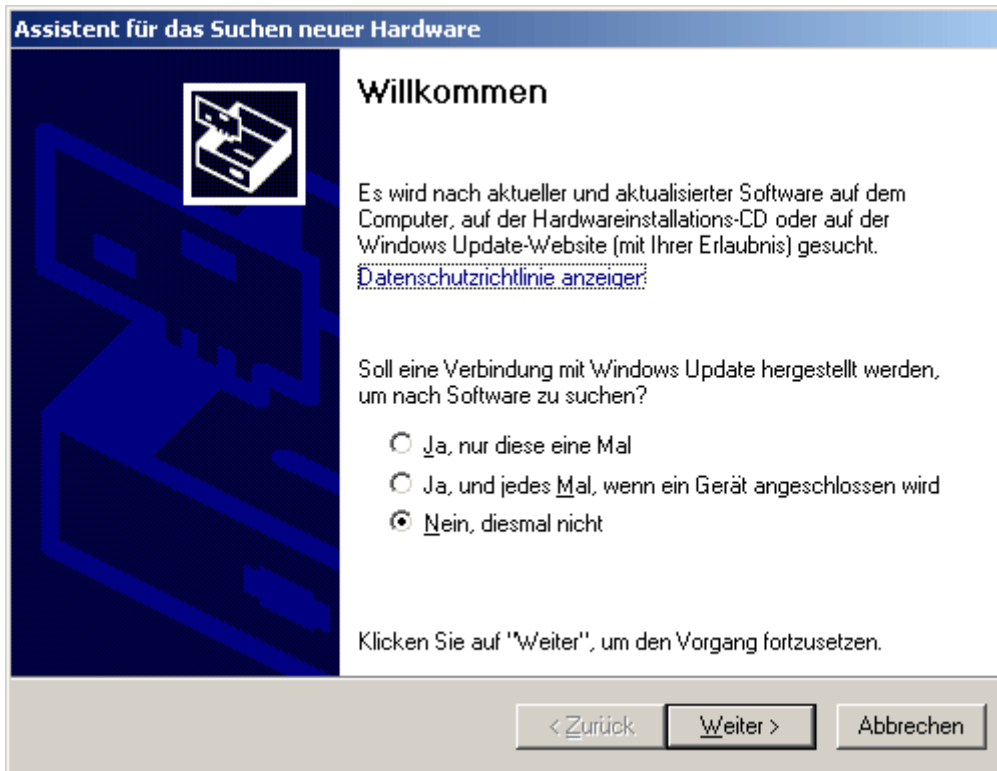 Assistent für das Suchen neuer Hardware
Willkommen
Es wird nach aktueller und aktualisierter Software auf dem
Computer, auf der Hardwareinstallations-CD oder auf der
Windows Update-Website (mit Ihrer Erlaubnis) gesucht.
Datenschutzrichtlinie anzeigen
Soll eine Verbindung mit Windows Update hergestellt werden,
um nach Software zu suchen?
Ja, nur diese eine Mal
Ja, und jedes Mal, wenn ein Gerät angeschlossen wird
Nein, diesmal nicht
Klicken Sie auf "Weiter", um den Vorgang fortzusetzen.
< Zurück Weiter > Abbrechen